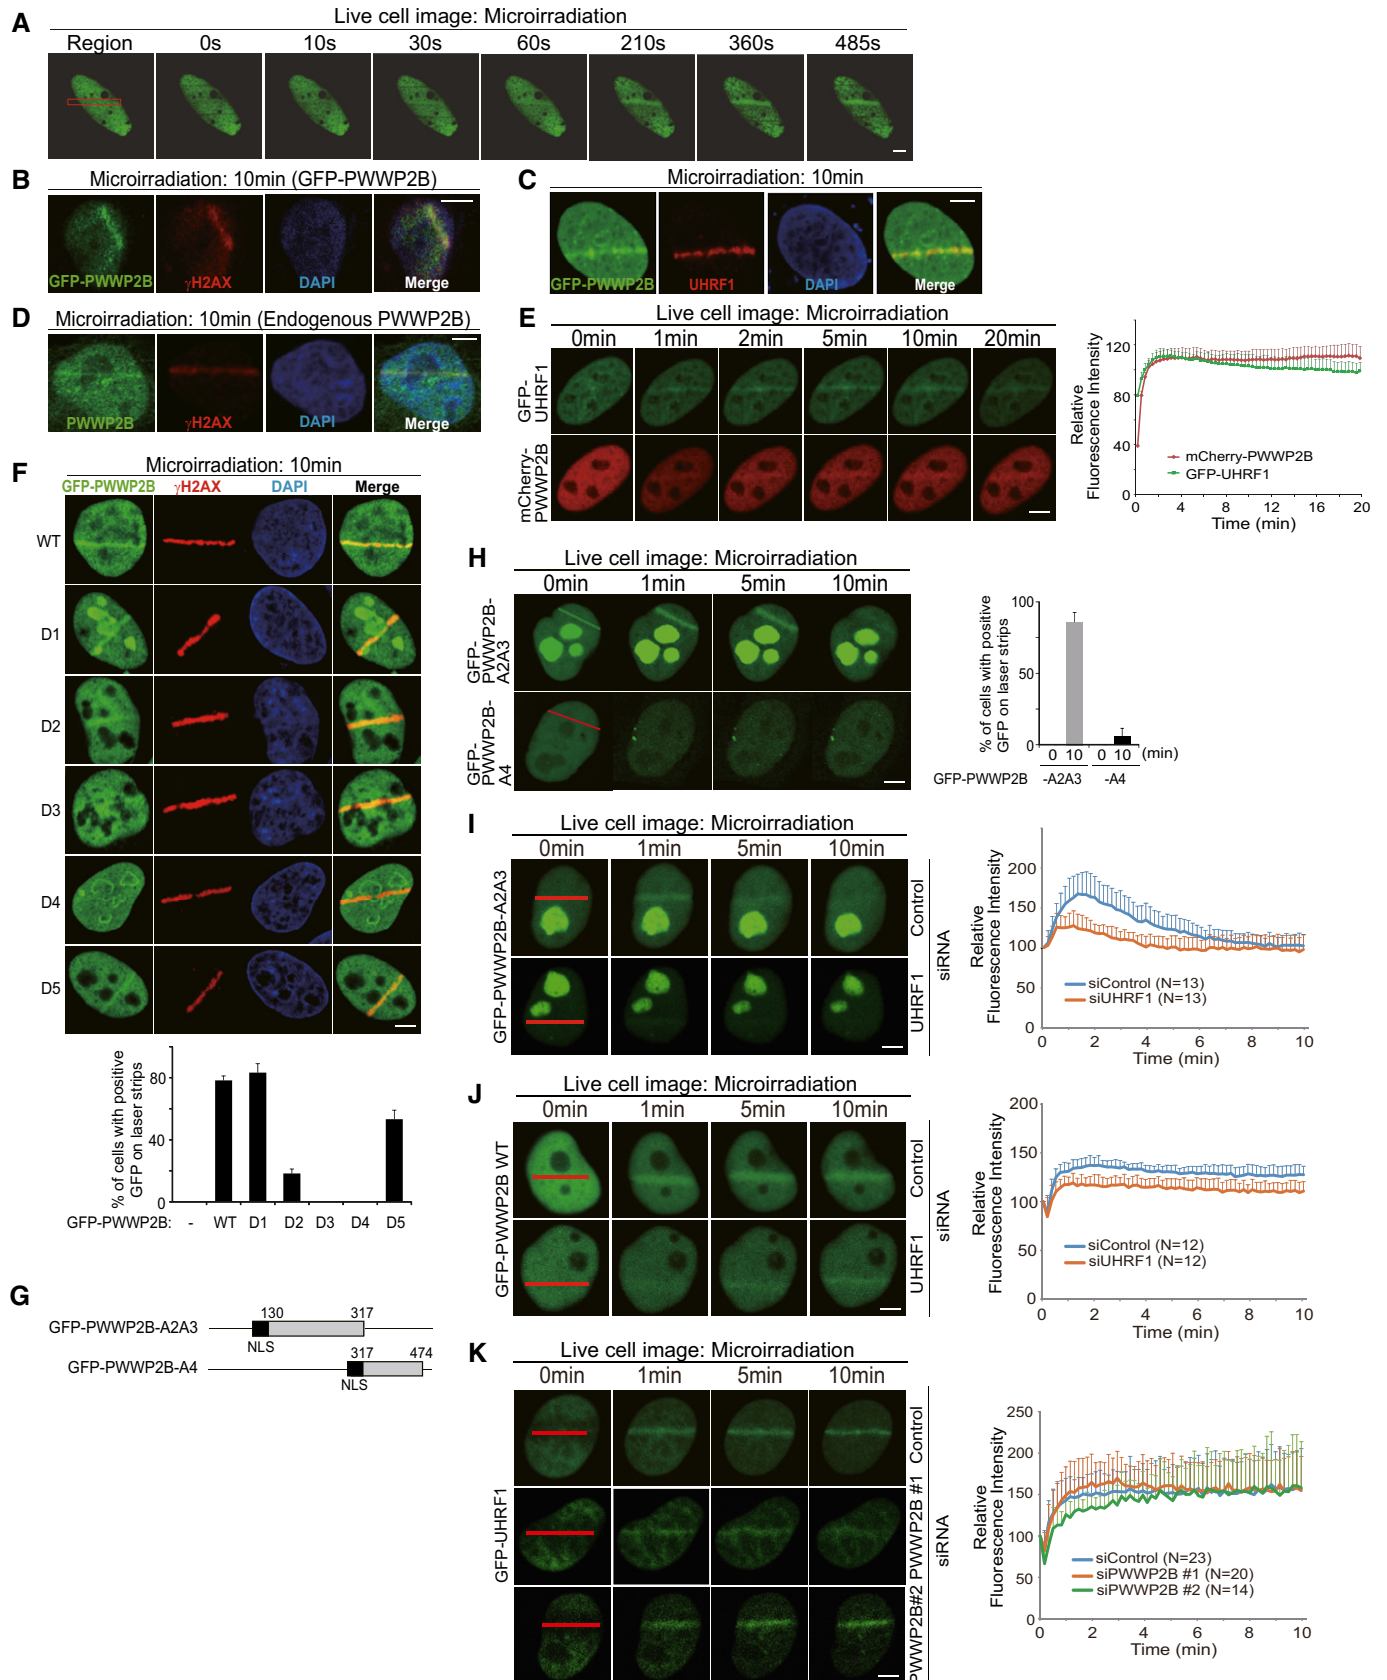 A
Live cell image: Microirradiation
Region 0s 10s 30s 60s 210s 360s 485s
B
Microirradiation: 10min (GFP-PWWP2B)
GFP-PWWP2B γH2AX DAPI Merge
C
Microirradiation: 10min
GFP-PWWP2B UHRF1 DAPI Merge
D
Microirradiation: 10min (Endogenous PWWP2B)
PWWP2B γH2AX DAPI Merge
E
Live cell image: Microirradiation
0min 1min 2min 5min 10min 20min
GFP-
UHRF1
mCherry-
PWWP2B
Relative
Fluorescence Intensity
120
80
40
0
mCherry-PWWP2B
GFP-UHRF1
0 4 8 12 16 20
Time (min)
F
Microirradiation: 10min
GFP-PWWP2B γH2AX DAPI Merge
WT
D1
D2
D3
D4
D5
% of cells with positive
GFP on laser strips
80
40
0
GFP-PWWP2B: - WT D1 D2 D3 D4 D5
G
GFP-PWWP2B-A2A3
130 317
NLS
GFP-PWWP2B-A4
317 474
NLS
H
Live cell image: Microirradiation
0min 1min 5min 10min
GFP-
PWWP2B-
A2A3
GFP-
PWWP2B-
A4
% of cells with positive
GFP on laser strips
100
50
0
0 10 0 10 (min)
GFP-PWWP2B -A2A3 -A4
I
Live cell image: Microirradiation
0min 1min 5min 10min
GFP-PWWP2B-A2A3
Control
UHRF1
siRNA
Relative
Fluorescence Intensity
200
150
100
50
0
siControl (N=13)
siUHRF1 (N=13)
0 2 4 6 8 10
Time (min)
J
Live cell image: Microirradiation
0min 1min 5min 10min
GFP-PWWP2B WT
Control
UHRF1
siRNA
Relative
Fluorescence Intensity
200
150
100
50
0
siControl (N=12)
siUHRF1 (N=12)
0 2 4 6 8 10
Time (min)
K
Live cell image: Microirradiation
0min 1min 5min 10min
GFP-UHRF1
Control
PWWP2B #1
PWWP2B#2
siRNA
Relative
Fluorescence Intensity
250
200
150
100
50
0
siControl (N=23)
siPWWP2B #1 (N=20)
siPWWP2B #2 (N=14)
0 2 4 6 8 10
Time (min)